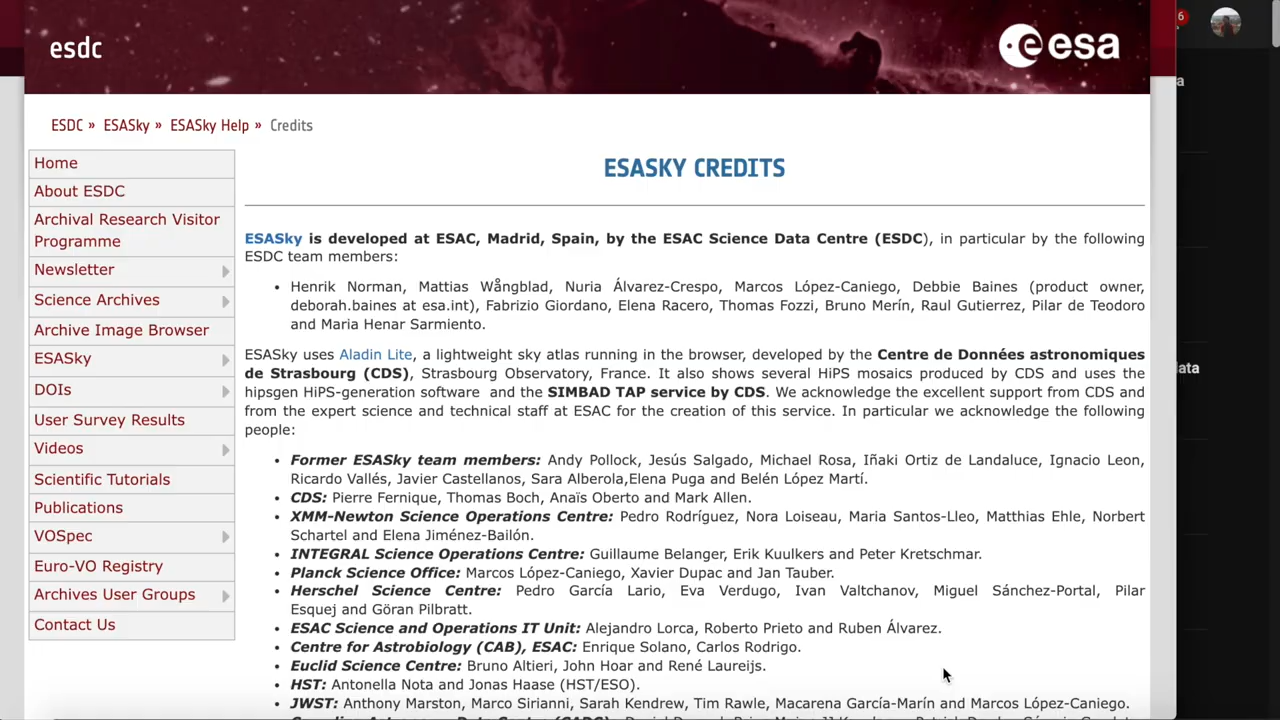 esdc
esa
6
ESDC » ESASky » ESASky Help » Credits
Home
About ESDC
Archival Research Visitor
Programme
Newsletter
Science Archives
Archive Image Browser
ESASky
DOIs
User Survey Results
Videos
Scientific Tutorials
Publications
VOSpec
Euro-VO Registry
Archives User Groups
Contact Us
ESASKY CREDITS
ESASky is developed at ESAC, Madrid, Spain, by the ESAC Science Data Centre (ESDC), in particular by the following
ESDC team members:
• Henrik Norman, Mattias Wångblad, Nuria Álvarez-Crespo, Marcos López-Caniego, Debbie Baines (product owner,
deborah.baines at esa.int), Fabrizio Giordano, Elena Racero, Thomas Fozzi, Bruno Merín, Raul Gutierrez, Pilar de Teodoro
and Maria Henar Sarmiento.
ESASky uses Aladin Lite, a lightweight sky atlas running in the browser, developed by the Centre de Données astronomiques
de Strasbourg (CDS), Strasbourg Observatory, France. It also shows several HiPS mosaics produced by CDS and uses the
hipsgen HiPS-generation software and the SIMBAD TAP service by CDS. We acknowledge the excellent support from CDS and
from the expert science and technical staff at ESAC for the creation of this service. In particular we acknowledge the following
people:
• Former ESASky team members: Andy Pollock, Jesús Salgado, Michael Rosa, Iñaki Ortiz de Landaluce, Ignacio Leon,
Ricardo Vallés, Javier Castellanos, Sara Alberola,Elena Puga and Belén López Martí.
• CDS: Pierre Fernique, Thomas Boch, Anaïs Oberto and Mark Allen.
• XMM-Newton Science Operations Centre: Pedro Rodríguez, Nora Loiseau, Maria Santos-Lleo, Matthias Ehle, Norbert
Schartel and Elena Jiménez-Bailón.
• INTEGRAL Science Operations Centre: Guillaume Belanger, Erik Kuulkers and Peter Kretschmar.
• Planck Science Office: Marcos López-Caniego, Xavier Dupac and Jan Tauber.
• Herschel Science Centre: Pedro García Lario, Eva Verdugo, Ivan Valtchanov, Miguel Sánchez-Portal, Pilar
Esquej and Göran Pilbratt.
• ESAC Science and Operations IT Unit: Alejandro Lorca, Roberto Prieto and Ruben Álvarez.
• Centre for Astrobiology (CAB), ESAC: Enrique Solano, Carlos Rodrigo.
• Euclid Science Centre: Bruno Altieri, John Hoar and René Laureijs.
• HST: Antonella Nota and Jonas Haase (HST/ESO).
• JWST: Anthony Marston, Marco Sirianni, Sarah Kendrew, Tim Rawle, Macarena García-Marín and Marcos López-Caniego.